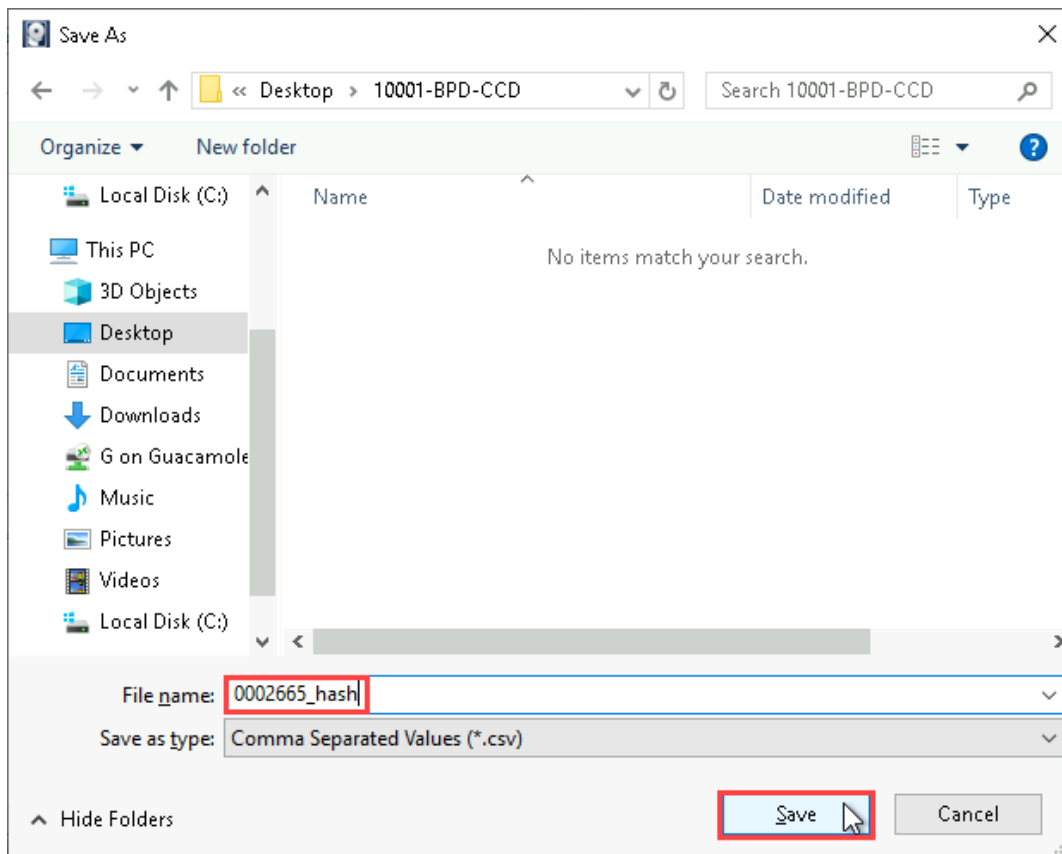 Save As
« Desktop > 10001-BPD-CCD
Search 10001-BPD-CCD
Organize
New folder
?
Name
Date modified
Type
No items match your search.
Local Disk (C:)
This PC
3D Objects
Desktop
Documents
Downloads
G on Guacamole
Music
Pictures
Videos
Local Disk (C:)
File name: 0002665_hash
Save as type: Comma Separated Values (*.csv)
Hide Folders
Save
Cancel